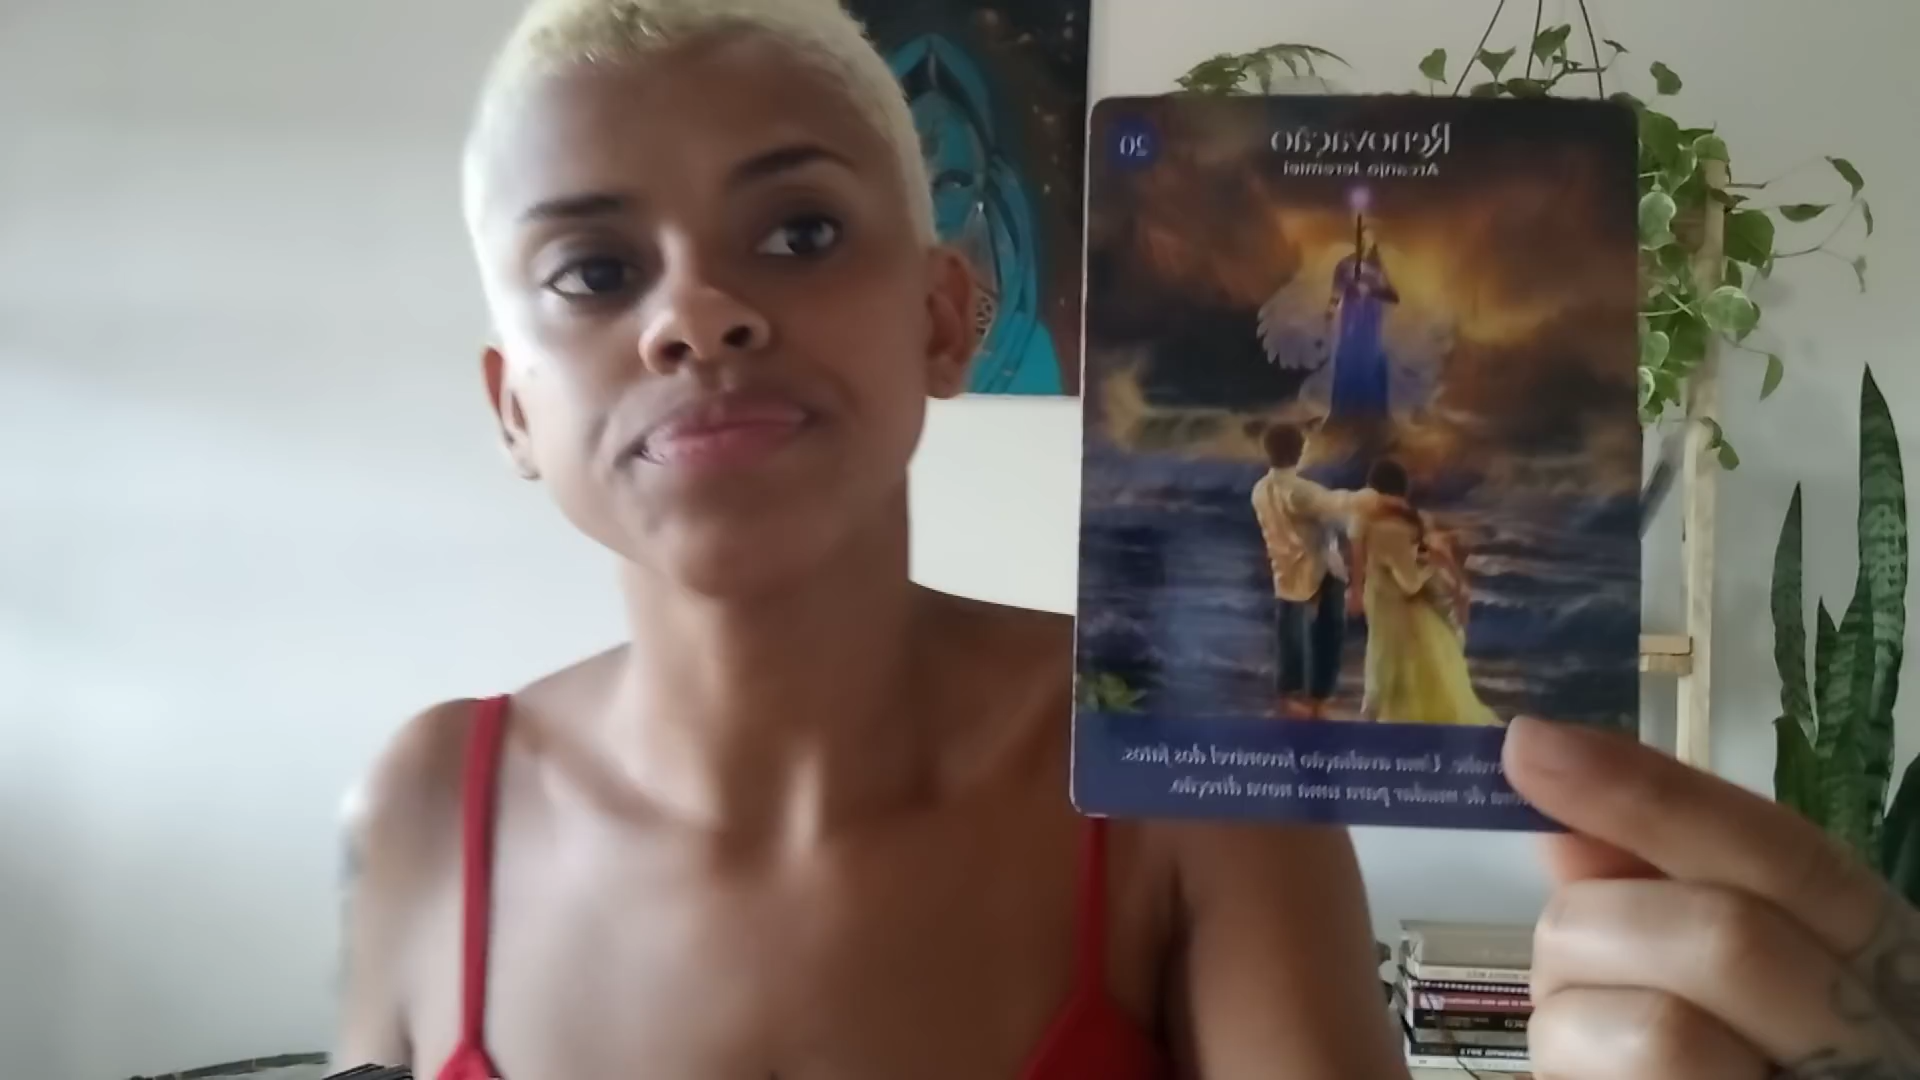 20
Renovação
Arcanjo Jeremiel
Uma avaliação favorável dos fatos.
de mudar para uma nova direção.